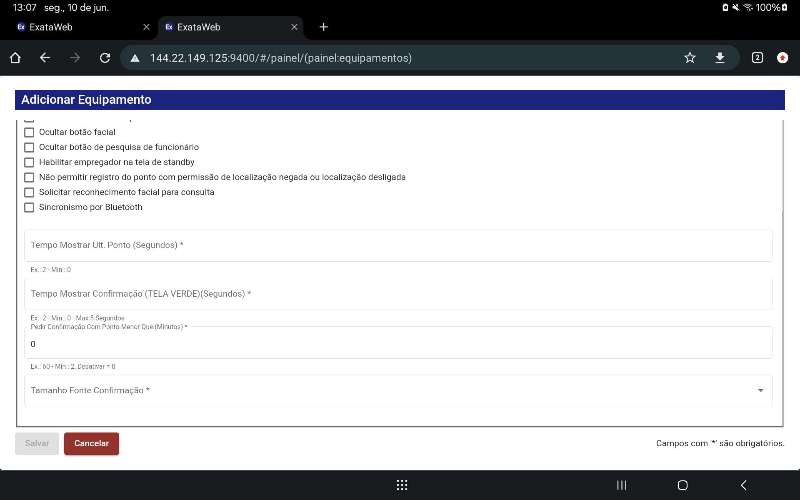 13:07 seg., 10 de jun.
100%
Ex ExataWeb
Ex ExataWeb
144.22.149.125:9400/#/painel/(painel:equipamentos)
2
Adicionar Equipamento
Ocultar botão facial
Ocultar botão de pesquisa de funcionário
Habilitar empregador na tela de standby
Não permitir registro do ponto com permissão de localização negada ou localização desligada
Solicitar reconhecimento facial para consulta
Sincronismo por Bluetooth
Tempo Mostrar Ult. Ponto (Segundos) *
Ex.: 2 - Mín.: 0
Tempo Mostrar Confirmação (TELA VERDE)(Segundos) *
Ex.: 2 - Mín.: 0 - Max 5 Segundos
Pedir Confirmação Com Ponto Menor Que (Minutos) *
0
Ex.: 60 - Mín.: 2, Desativar = 0
Tamanho Fonte Confirmação *
Salvar
Cancelar
Campos com '*' são obrigatórios.